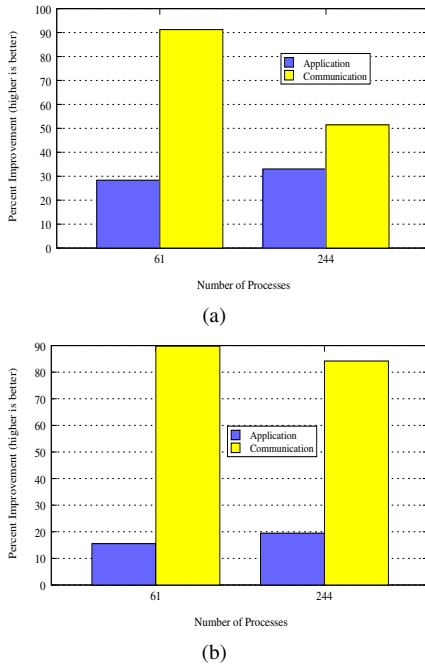 100
90
80
70
60
50
40
30
20
10
0
Percent Improvement (higher is better)
Application
Communication
61
244
Number of Processes
(a)
90
80
70
60
50
40
30
20
10
0
Percent Improvement (higher is better)
Application
Communication
61
244
Number of Processes
(b)